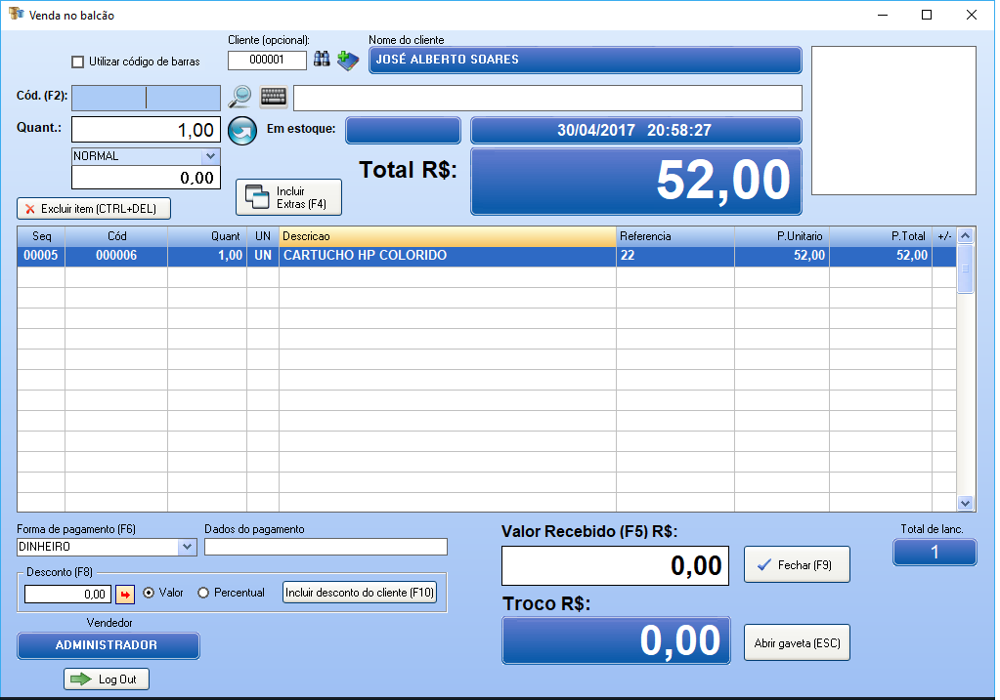 Venda no balcão
Utilizar código de barras
Cliente (opcional):
000001
Nome do cliente
JOSÉ ALBERTO SOARES
Cód. (F2):
Quant.:
1,00
Em estoque:
30/04/2017 20:58:27
NORMAL
0,00
Incluir
Extras (F4)
Total R$:
52,00
Excluir item (CTRL+DEL)
Seq Cód Quant UN Descricao Referencia P.Unitario P.Total +/-
00005 000006 1,00 UN CARTUCHO HP COLORIDO 22 52,00 52,00
Forma de pagamento (F6)
DINHEIRO
Dados do pagamento
Desconto (F8)
0,00
Valor
Percentual
Incluir desconto do cliente (F10)
Vendedor
ADMINISTRADOR
Log Out
Valor Recebido (F5) R$:
0,00
Fechar (F9)
Troco R$:
0,00
Abrir gaveta (ESC)
Total de lanc.
1